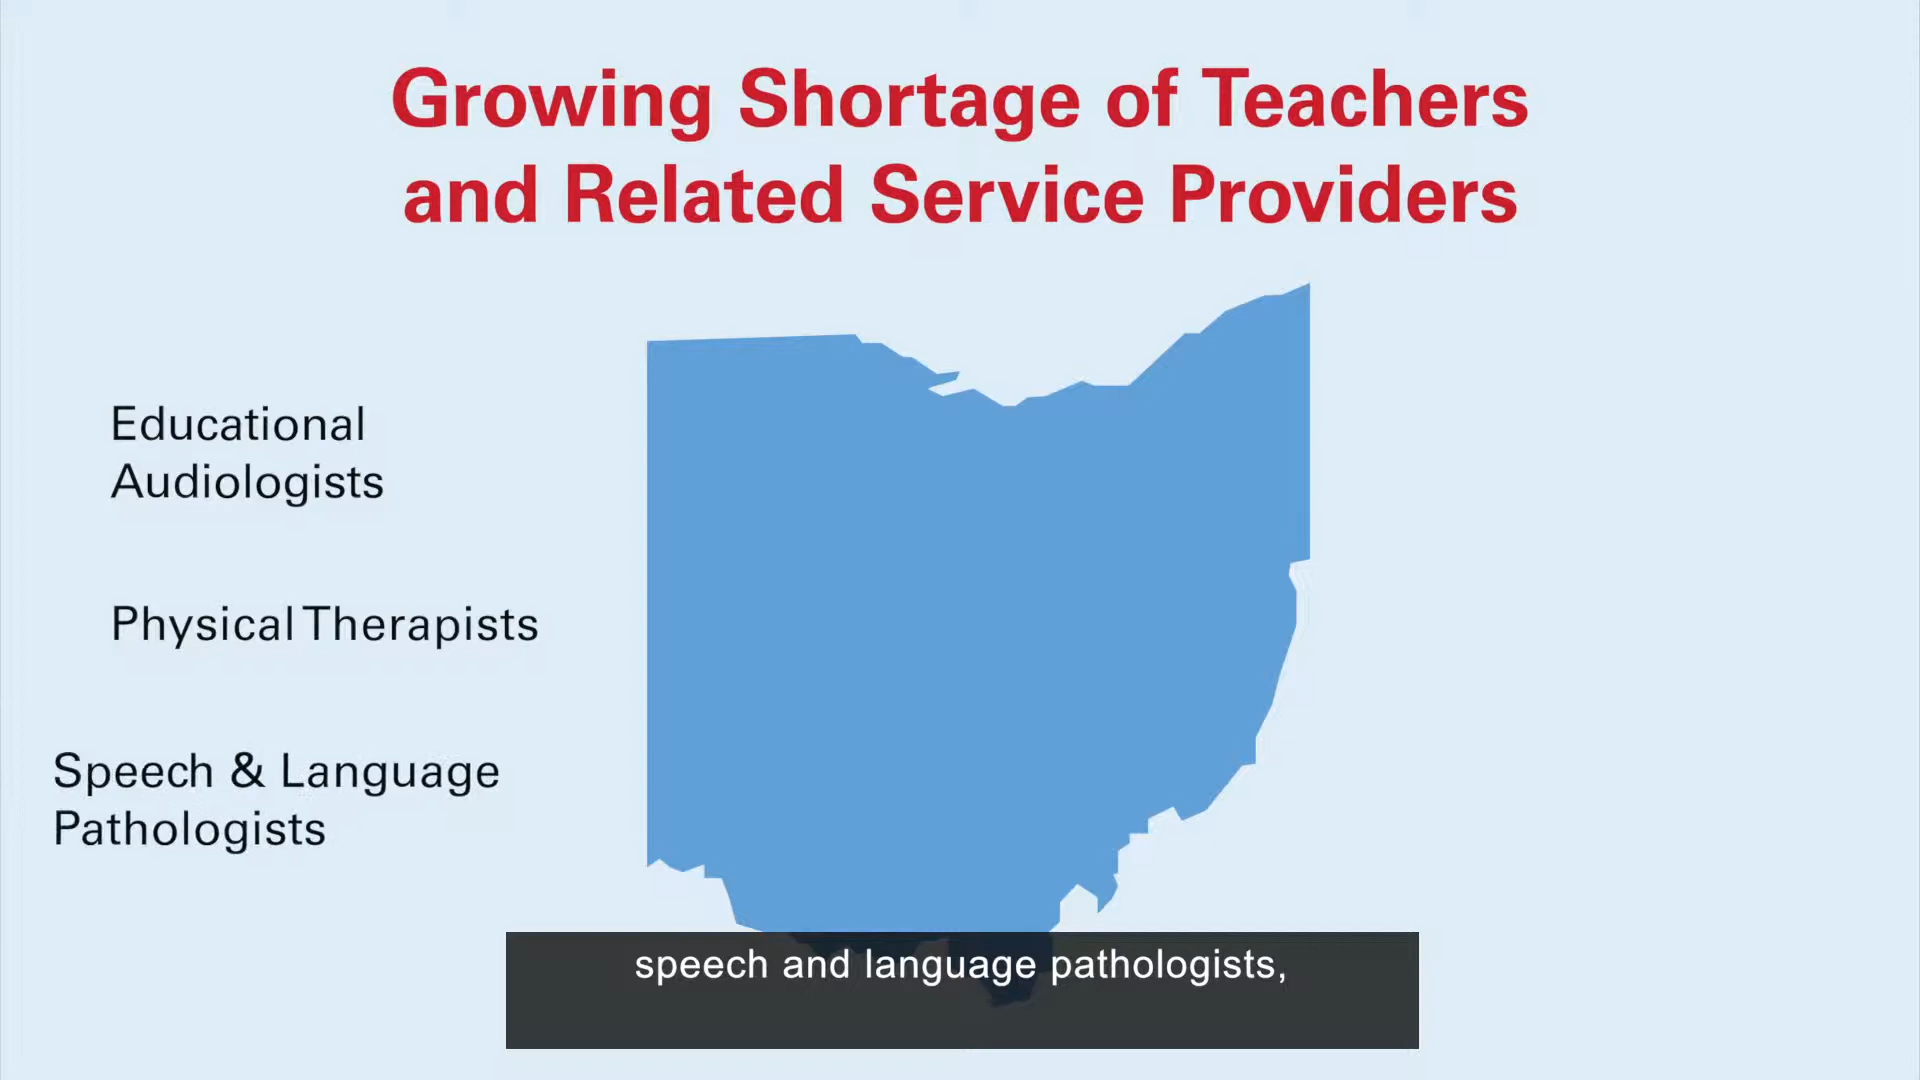 Growing Shortage of Teachers
and Related Service Providers
Educational
Audiologists
Physical Therapists
Speech & Language
Pathologists
speech and language pathologists,